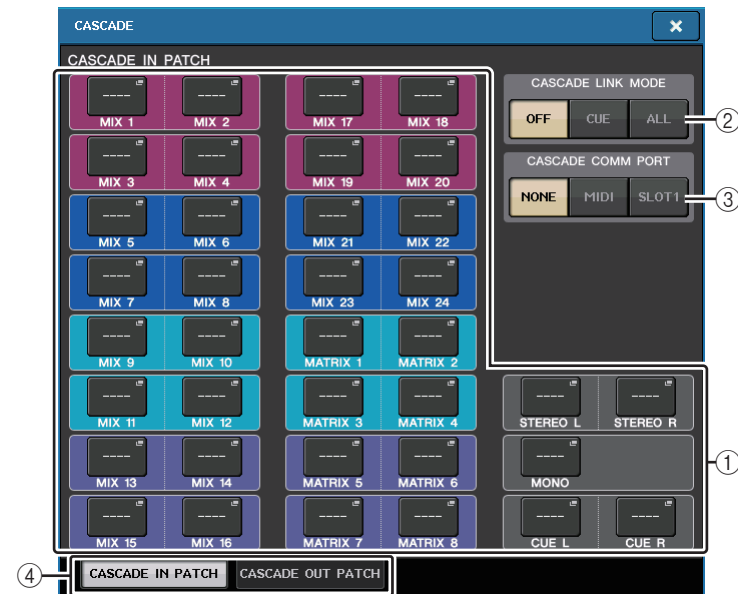 CASCADE
×
CASCADE IN PATCH
---- ---- ---- ----
MIX 1 MIX 2 MIX 17 MIX 18
---- ---- ---- ----
MIX 3 MIX 4 MIX 19 MIX 20
---- ---- ---- ----
MIX 5 MIX 6 MIX 21 MIX 22
---- ---- ---- ----
MIX 7 MIX 8 MIX 23 MIX 24
---- ---- ---- ----
MIX 9 MIX 10 MATRIX 1 MATRIX 2
---- ---- ---- ----
MIX 11 MIX 12 MATRIX 3 MATRIX 4
---- ---- ---- ----
MIX 13 MIX 14 MATRIX 5 MATRIX 6
---- ---- ---- ----
MIX 15 MIX 16 MATRIX 7 MATRIX 8
CASCADE LINK MODE
OFF CUE ALL
②
CASCADE COMM PORT
NONE MIDI SLOT1
③
---- ----
STEREO L STEREO R
----
MONO
①
---- ----
CUE L CUE R
④
CASCADE IN PATCH CASCADE OUT PATCH